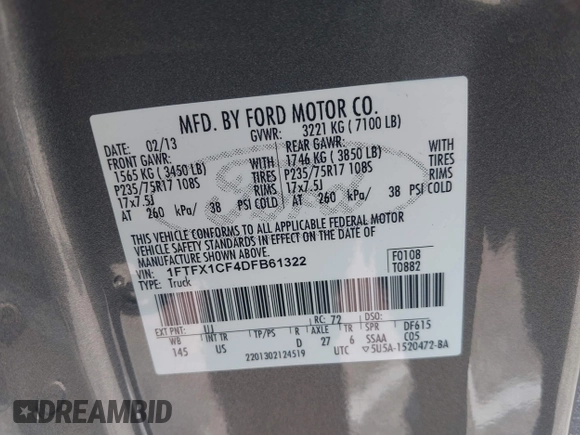 MFD. BY FORD MOTOR CO.
DATE: 02/13 GVWR: 3221 KG ( 7100 LB)
FRONT GAWR: REAR GAWR:
1565 KG ( 3450 LB) WITH 1746 KG ( 3850 LB) WITH
P235/75R17 108S TIRES P235/75R17 108S TIRES
17x7.5J RIMS 17x7.5J RIMS
AT 260 kPa/ 38 PSI COLD AT 260 kPa/ 38 PSI COLD
Ford
THIS VEHICLE CONFORMS TO ALL APPLICABLE FEDERAL MOTOR
VEHICLE SAFETY STANDARDS IN EFFECT ON THE DATE OF
MANUFACTURE SHOWN ABOVE.
VIN: 1FTFX1CF4DFB61322 F0108
TYPE: Truck T0882
EXT PNT: UJ RC: 72 DSO:
WB TP/PS R AXLE TR SPR DF615
145 US D 27 6 SSAA C05
2201302124519 UTC ▽5U5A-1520472-BA
DREAMBID